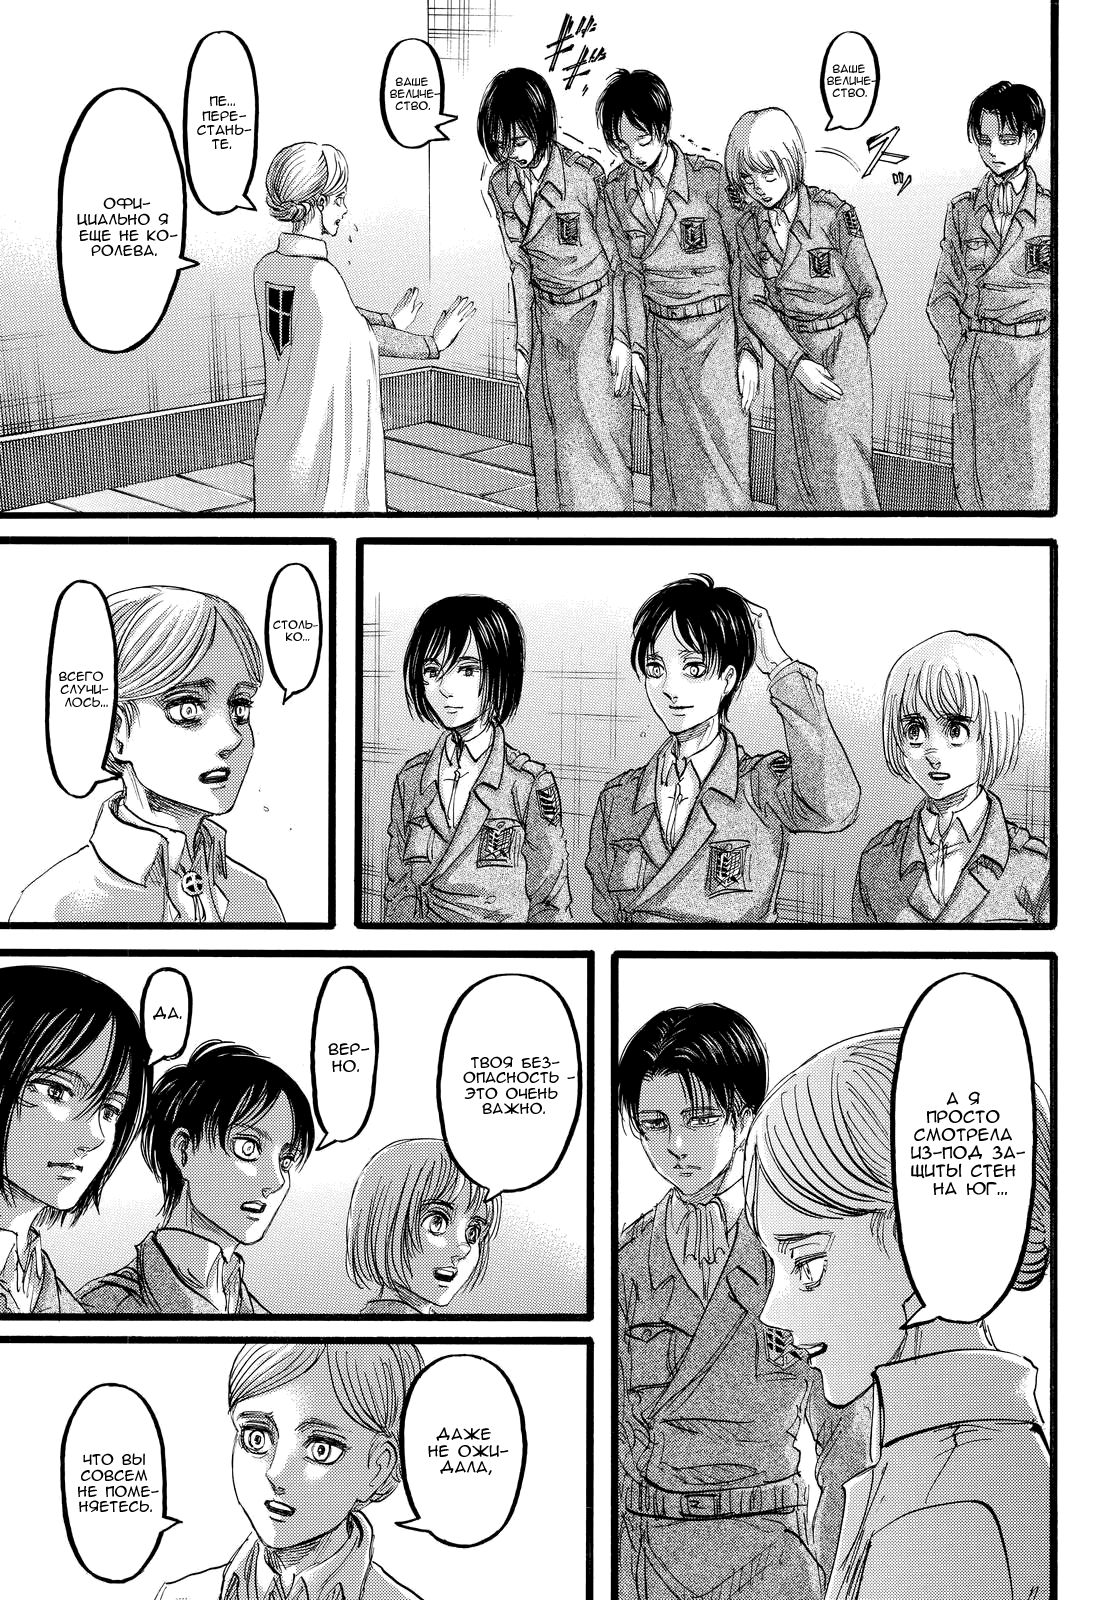 ВАШЕ
ВЕЛИЧЕ-
СТВО.
ВАШЕ
ВЕЛИЧЕ-
СТВО.
ПЕ...
ПЕРЕ-
СТАНЬ-
ТЕ.
ОФИ-
ЦИАЛЬНО Я
ЕЩЕ НЕ КО-
РОЛЕВА.
СТОЛЬ-
КО...
ВСЕГО
СЛУЧИ-
ЛОСЬ...
А Я
ПРОСТО
СМОТРЕЛА
ИЗ-ПОД ЗА-
ЩИТЫ СТЕН
НА ЮГ...
ТВОЯ БЕЗ-
ОПАСНОСТЬ -
ЭТО ОЧЕНЬ
ВАЖНО.
ВЕР-
НО.
ДА.
ДАЖЕ
НЕ ОЖИ-
ДАЛА,
ЧТО ВЫ
СОВСЕМ
НЕ ПОМЕ-
НЯЕТЕСЬ.